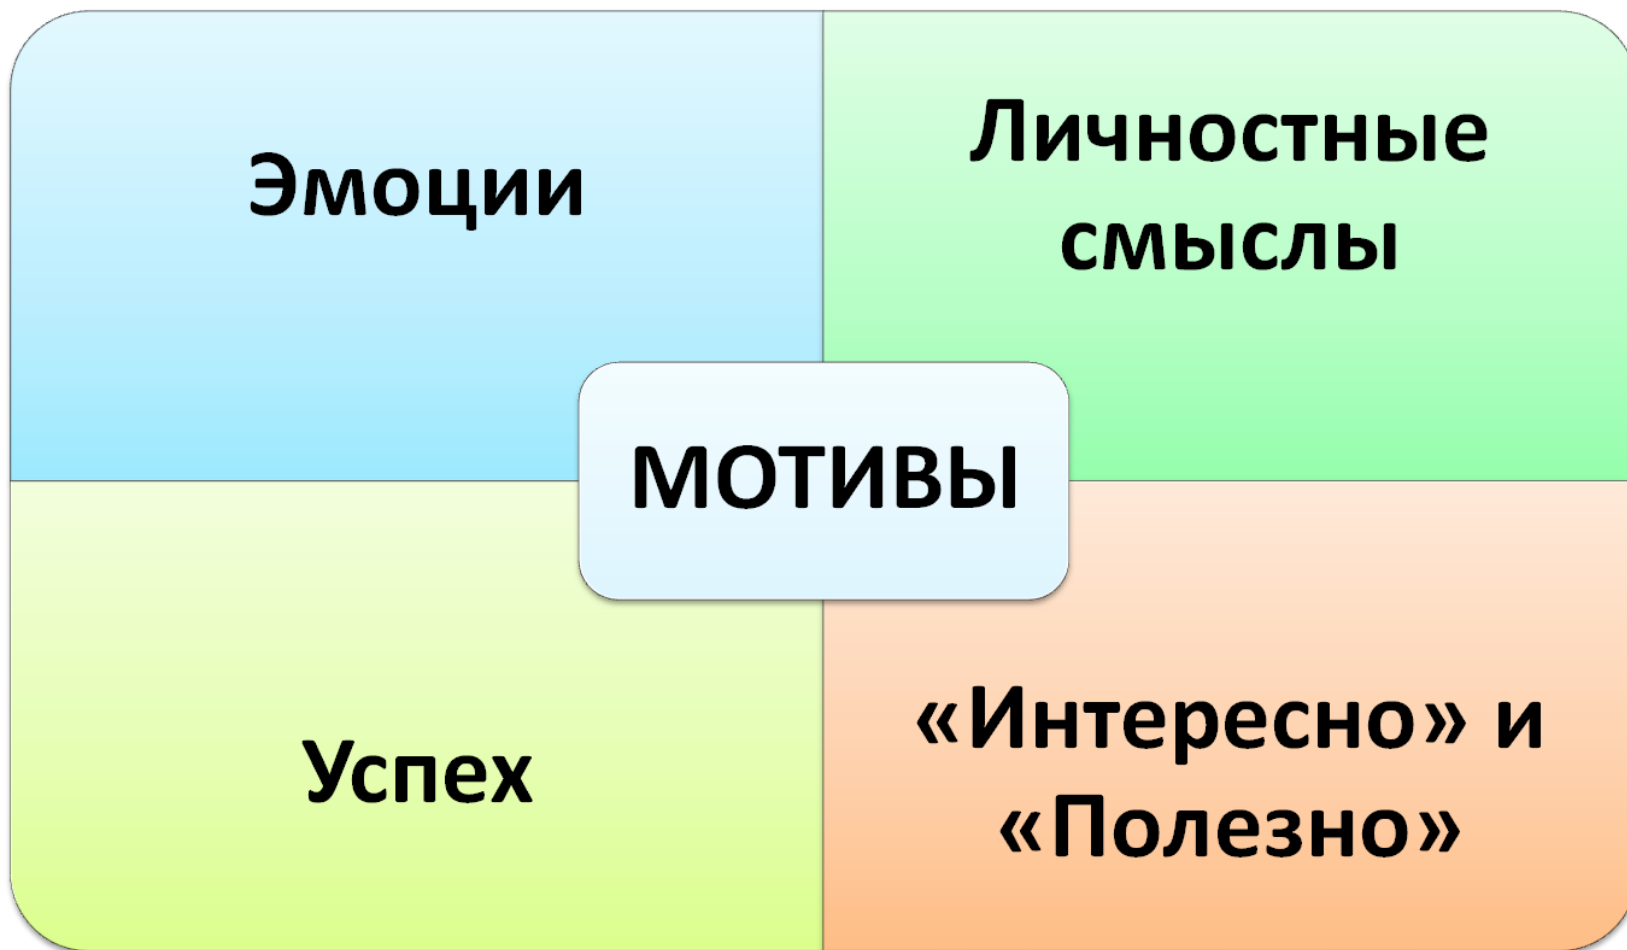 Эмоции
Личностные
смыслы
МОТИВЫ
Успех
«Интересно» и
«Полезно»